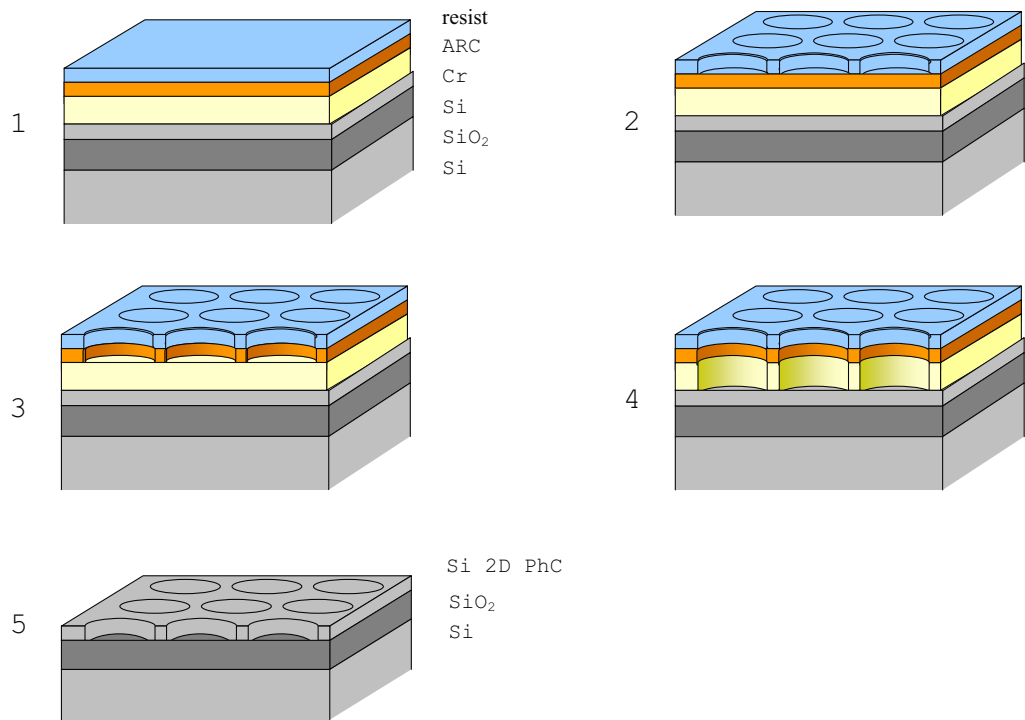 1
resist
ARC
Cr
Si
SiO₂
Si
2
3
4
5
Si 2D PhC
SiO₂
Si